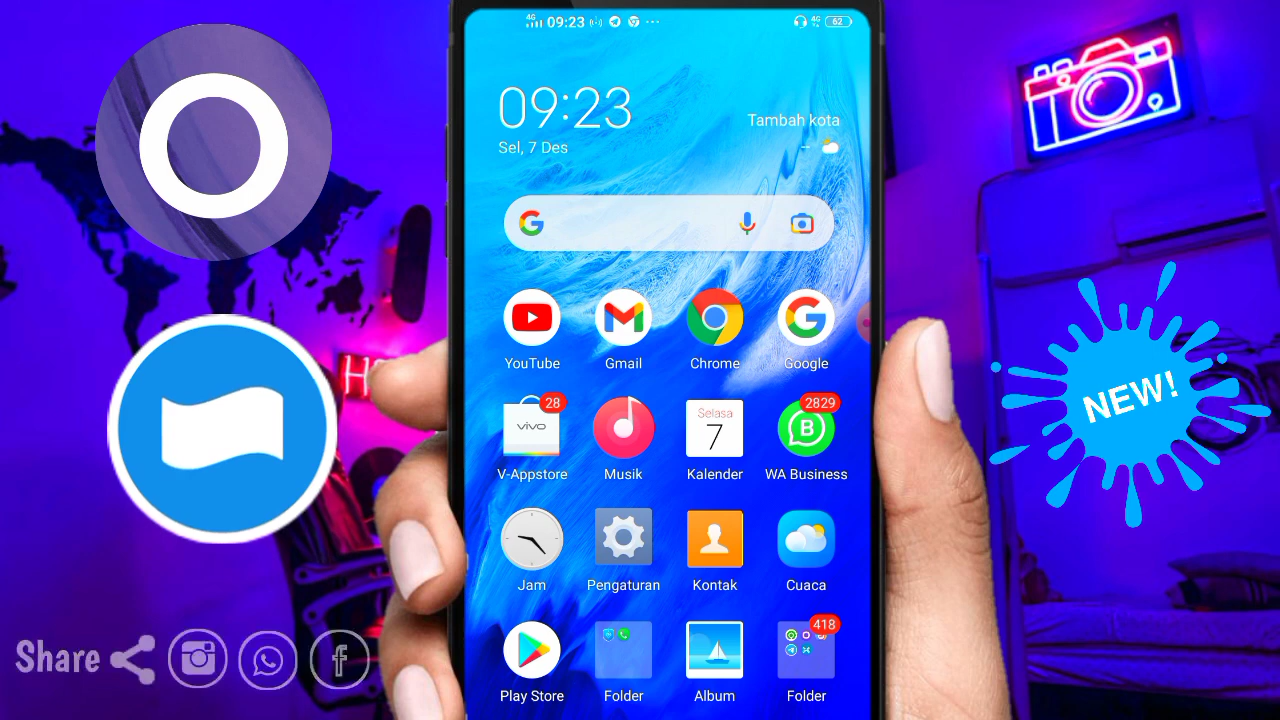 4G 09:23
4G 62
09:23
Sel, 7 Des
Tambah kota
--
YouTube
Gmail
Chrome
Google
28
2829
vivo
Selasa
7
B
V-Appstore
Musik
Kalender
WA Business
Jam
Pengaturan
Kontak
Cuaca
418
Play Store
Folder
Album
Folder
NEW!
Share